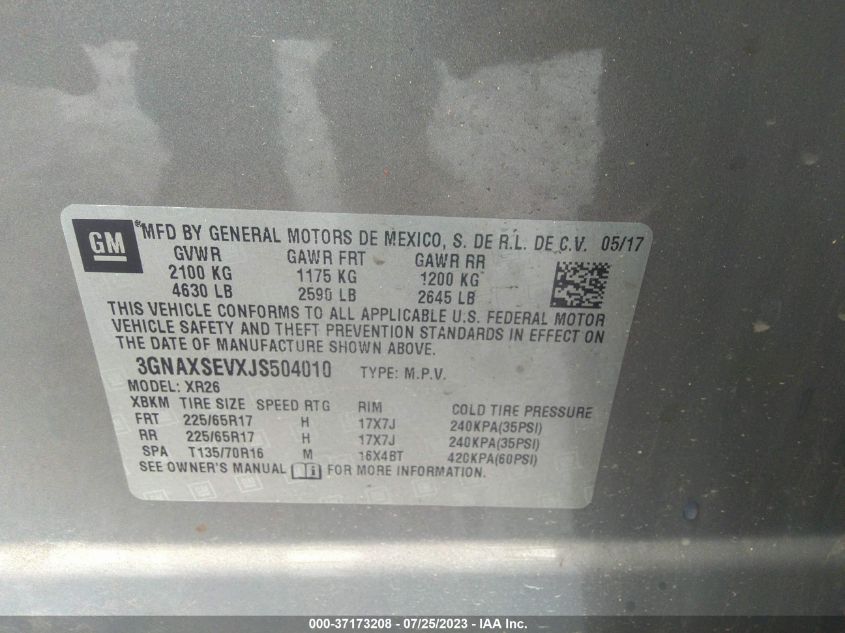 GM
MFD BY GENERAL MOTORS DE MEXICO, S. DE R.L. DE C.V. 05/17
GVWR GAWR FRT GAWR RR
2100 KG 1175 KG 1200 KG
4630 LB 2590 LB 2645 LB
THIS VEHICLE CONFORMS TO ALL APPLICABLE U.S. FEDERAL MOTOR
VEHICLE SAFETY AND THEFT PREVENTION STANDARDS IN EFFECT ON
THE DATE OF MANUFACTURE SHOWN ABOVE.
3GNAXSEVXJS504010 TYPE: M.P.V.
MODEL: XR26
XBKM TIRE SIZE SPEED RTG RIM COLD TIRE PRESSURE
FRT 225/65R17 H 17X7J 240KPA(35PSI)
RR 225/65R17 H 17X7J 240KPA(35PSI)
SPA T135/70R16 M 16X4BT 420KPA(60PSI)
SEE OWNER'S MANUAL FOR MORE INFORMATION.
000-37173208 - 07/25/2023 - IAA Inc.